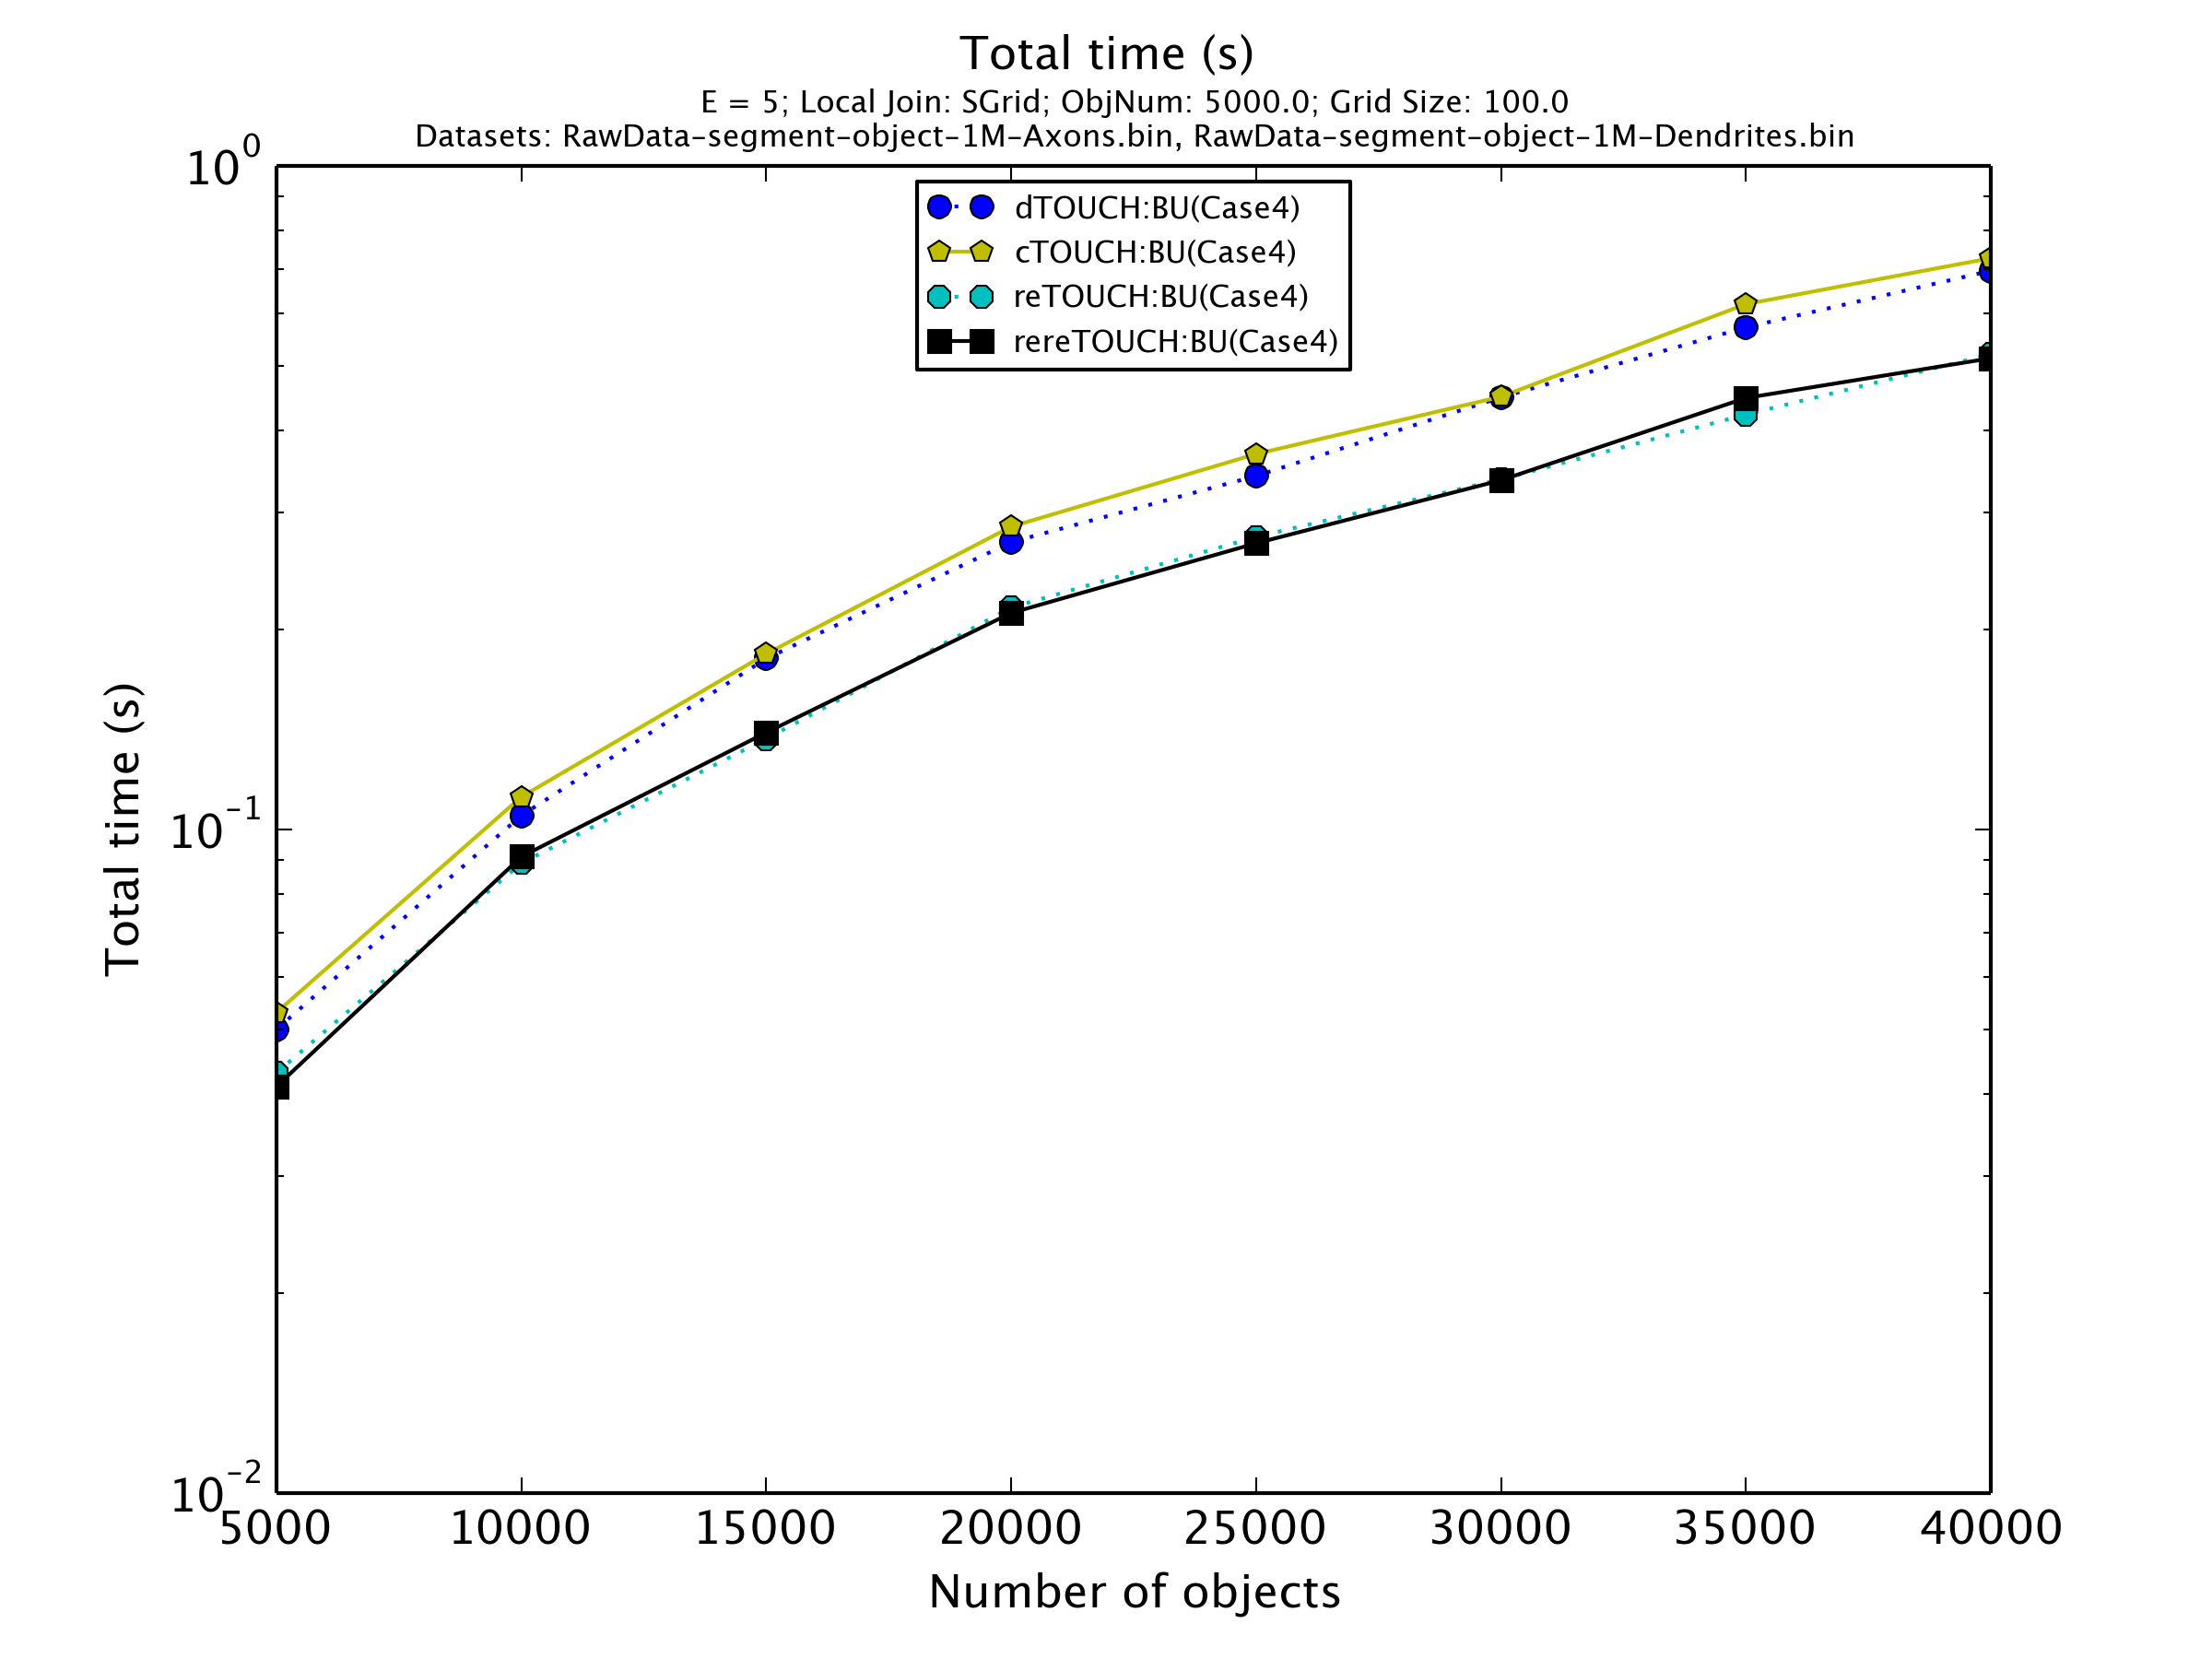 Total time (s)
E = 5; Local Join: SGrid; ObjNum: 5000.0; Grid Size: 100.0
Datasets: RawData-segment-object-1M-Axons.bin, RawData-segment-object-1M-Dendrites.bin
10^0
dTOUCH:BU(Case4)
cTOUCH:BU(Case4)
reTOUCH:BU(Case4)
rereTOUCH:BU(Case4)
Total time (s)
10^-1
10^-2
5000 10000 15000 20000 25000 30000 35000 40000
Number of objects